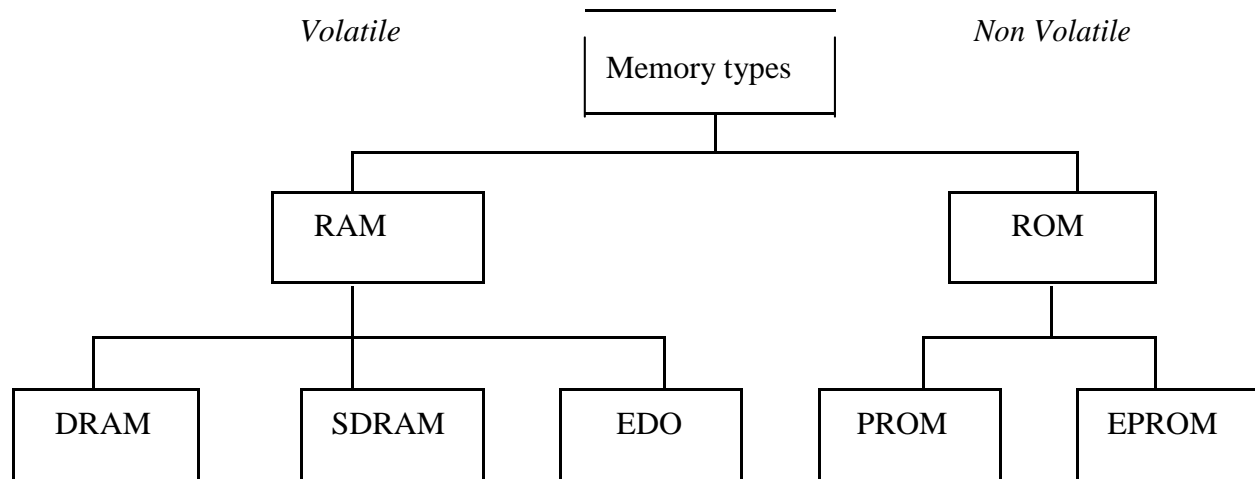 Volatile
Non Volatile
Memory types
RAM
ROM
DRAM
SDRAM
EDO
PROM
EPROM